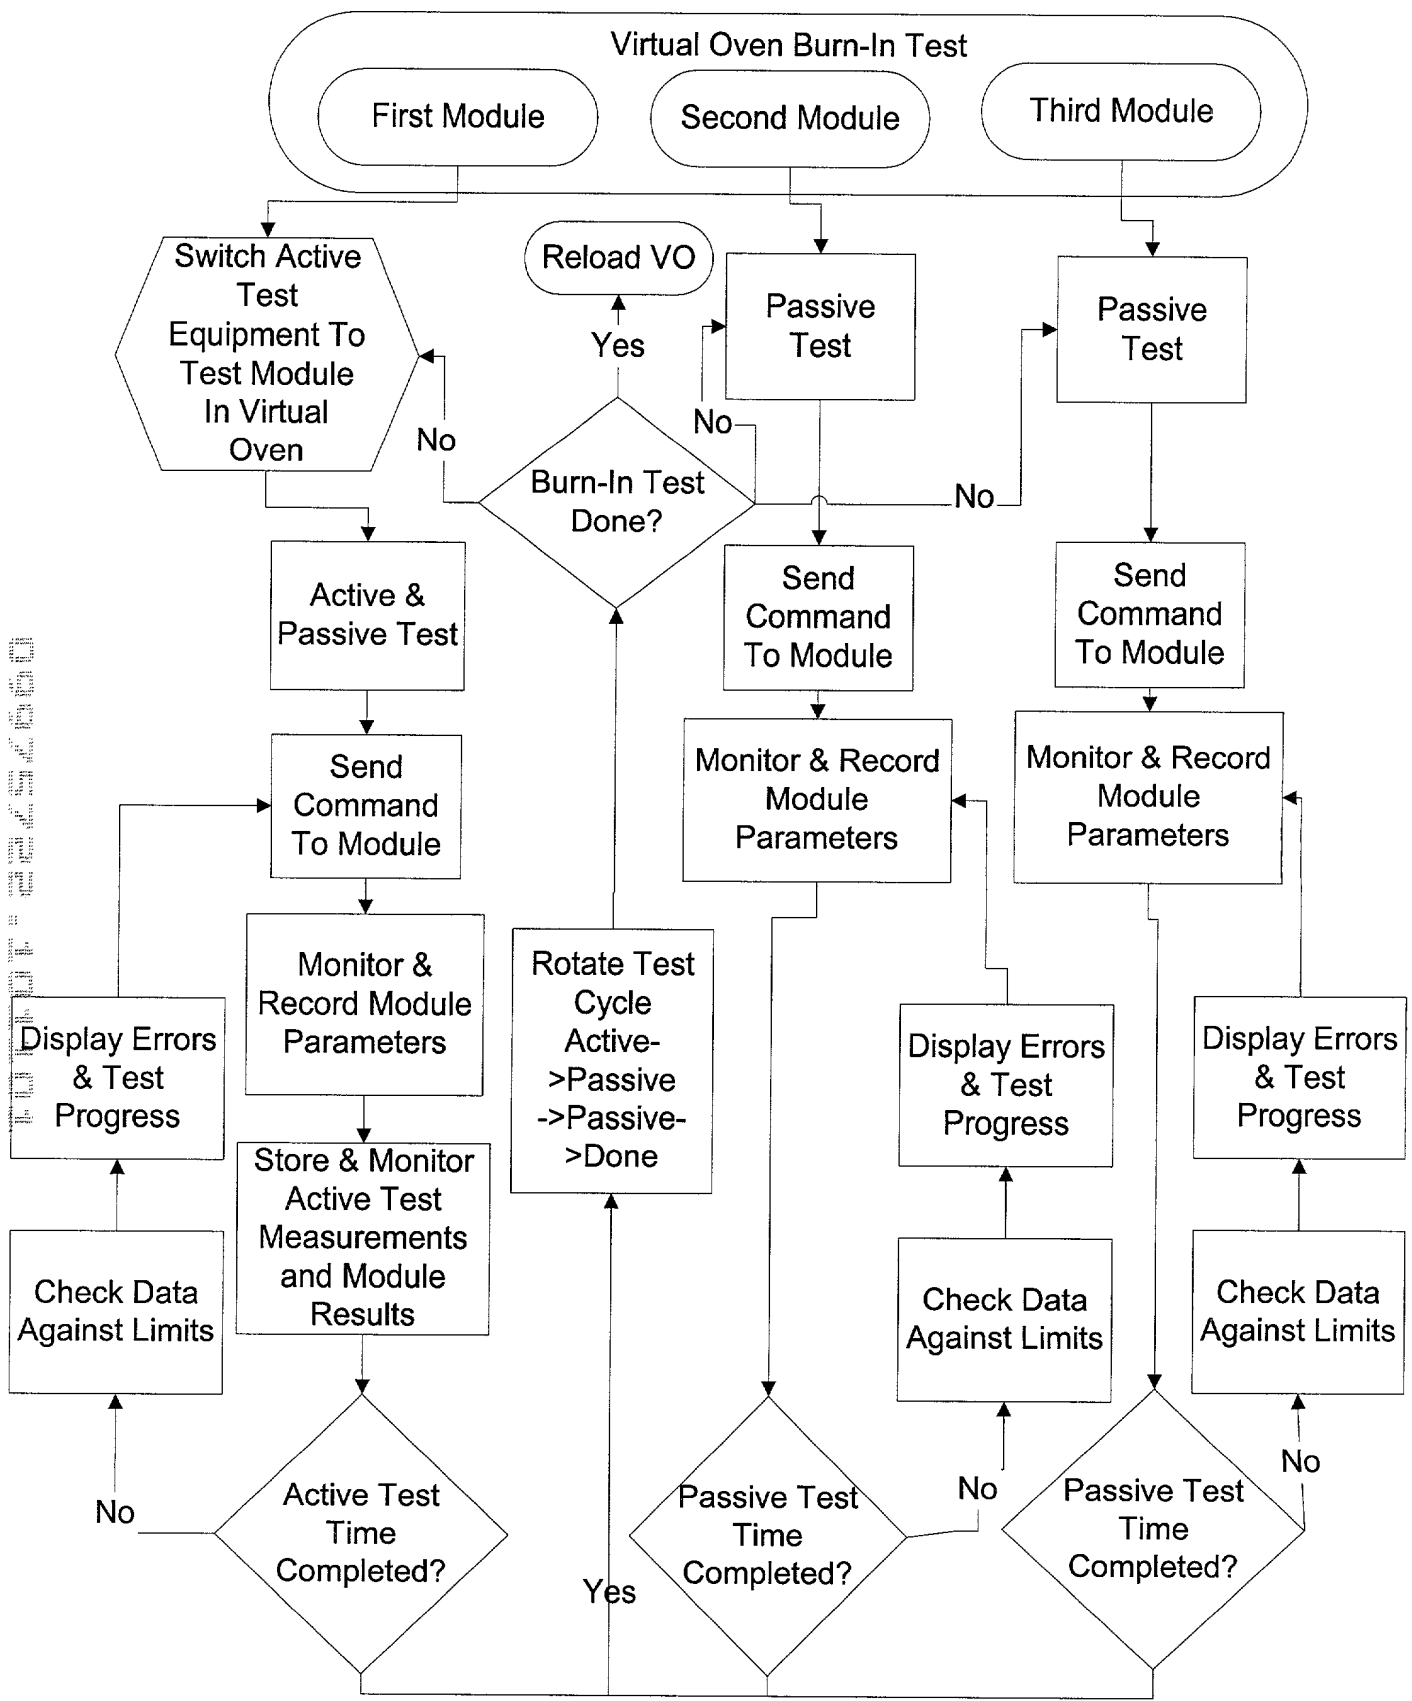 Virtual Oven Burn-In Test
First Module
Second Module
Third Module
Switch Active
Test
Equipment To
Test Module
In Virtual
Oven
Reload VO
Yes
Passive
Test
Passive
Test
No
No
Burn-In Test
Done?
No
Active &
Passive Test
Send
Command
To Module
Send
Command
To Module
Send
Command
To Module
Monitor & Record
Module
Parameters
Monitor & Record
Module
Parameters
Monitor &
Record Module
Parameters
Rotate Test
Cycle
Active-
>Passive
->Passive-
>Done
Display Errors
& Test
Progress
Display Errors
& Test
Progress
Display Errors
& Test
Progress
Store & Monitor
Active Test
Measurements
and Module
Results
Check Data
Against Limits
Check Data
Against Limits
Check Data
Against Limits
Active Test
Time
Completed?
No
Passive Test
Time
Completed?
No
Passive Test
Time
Completed?
No
Yes